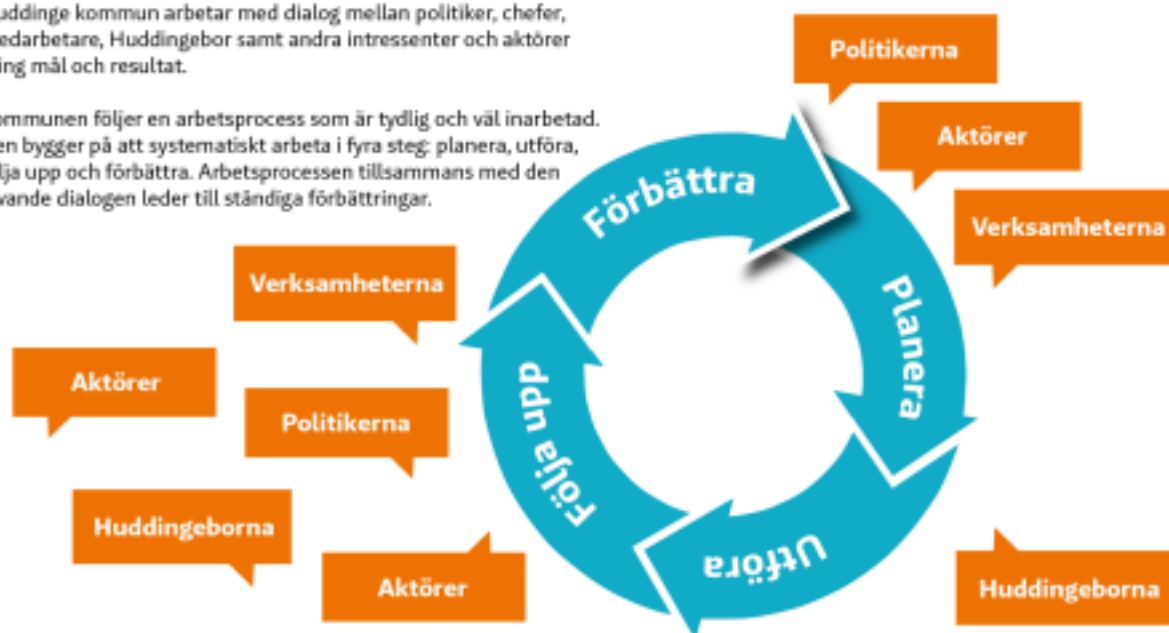 uddinge kommun arbetar med dialog mellan politiker, chefer,
edarbetare, Huddingebor samt andra intressenter och aktörer
ing mål och resultat.
ommunen följer en arbetsprocess som är tydlig och väl inarbetad.
en bygger på att systematiskt arbeta i fyra steg: planera, utföra,
lja upp och förbättra. Arbetsprocessen tillsammans med den
vande dialogen leder till ständiga förbättringar.
Politikerna
Aktörer
Verksamheterna
Förbättra
Planera
Utföra
Följa upp
Verksamheterna
Aktörer
Politikerna
Huddingeborna
Aktörer
Huddingeborna